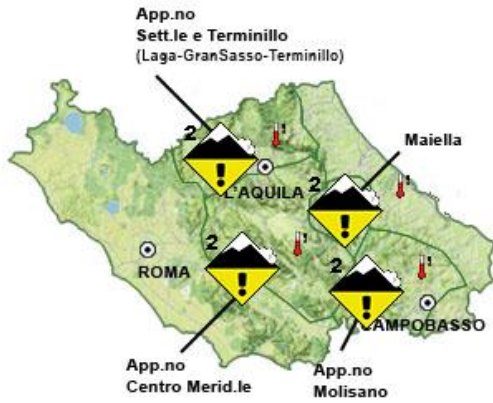 App.no
Sett.le e Terminillo
(Laga-GranSasso-Terminillo)
2
!
!
Maiella
L'AQUILA
2
!
!
2
!
!
ROMA
2
!
!
CAMPOBASSO
App.no
Centro Merid.le
App.no
Molisano